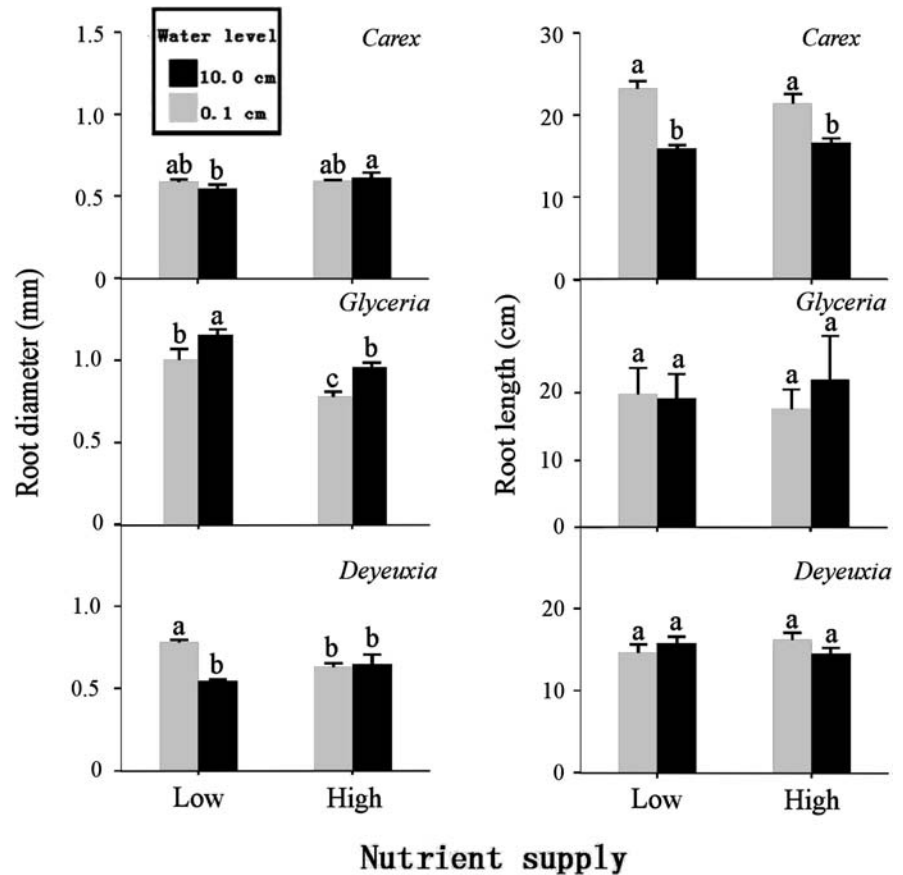 Root diameter (mm)
1.5
1.0
0.5
0
Water level
10.0 cm
0.1 cm
Carex
ab
b
ab
a
1.0
0.5
0
Glyceria
b
a
c
b
1.0
0.5
0
Deyeuxia
a
b
b
b
Low
High
Root length (cm)
30
20
10
0
Carex
a
b
a
b
20
10
0
Glyceria
a
a
a
a
20
10
0
Deyeuxia
a
a
a
a
Low
High
Nutrient supply